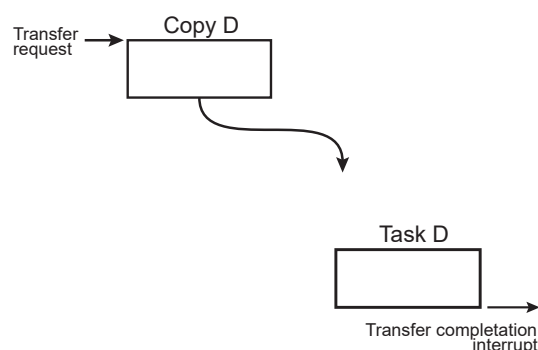 Copy D
Transfer
request
Task D
Transfer completation
interrupt